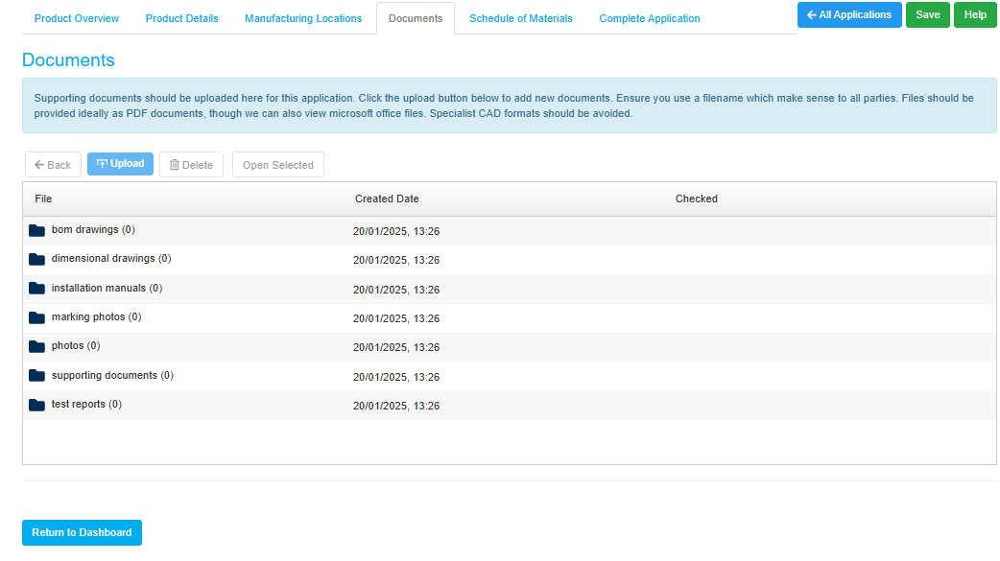 Product Overview Product Details Manufacturing Locations Documents Schedule of Materials Complete Application All Applications Save Help
Documents
Supporting documents should be uploaded here for this application. Click the upload button below to add new documents. Ensure you use a filename which make sense to all parties. Files should be
provided ideally as PDF documents, though we can also view microsoft office files. Specialist CAD formats should be avoided.
Back Upload Delete Open Selected
File Created Date Checked
bom drawings (0) 20/01/2025, 13:26
dimensional drawings (0) 20/01/2025, 13:26
installation manuals (0) 20/01/2025, 13:26
marking photos (0) 20/01/2025, 13:26
photos (0) 20/01/2025, 13:26
supporting documents (0) 20/01/2025, 13:26
test reports (0) 20/01/2025, 13:26
Return to Dashboard